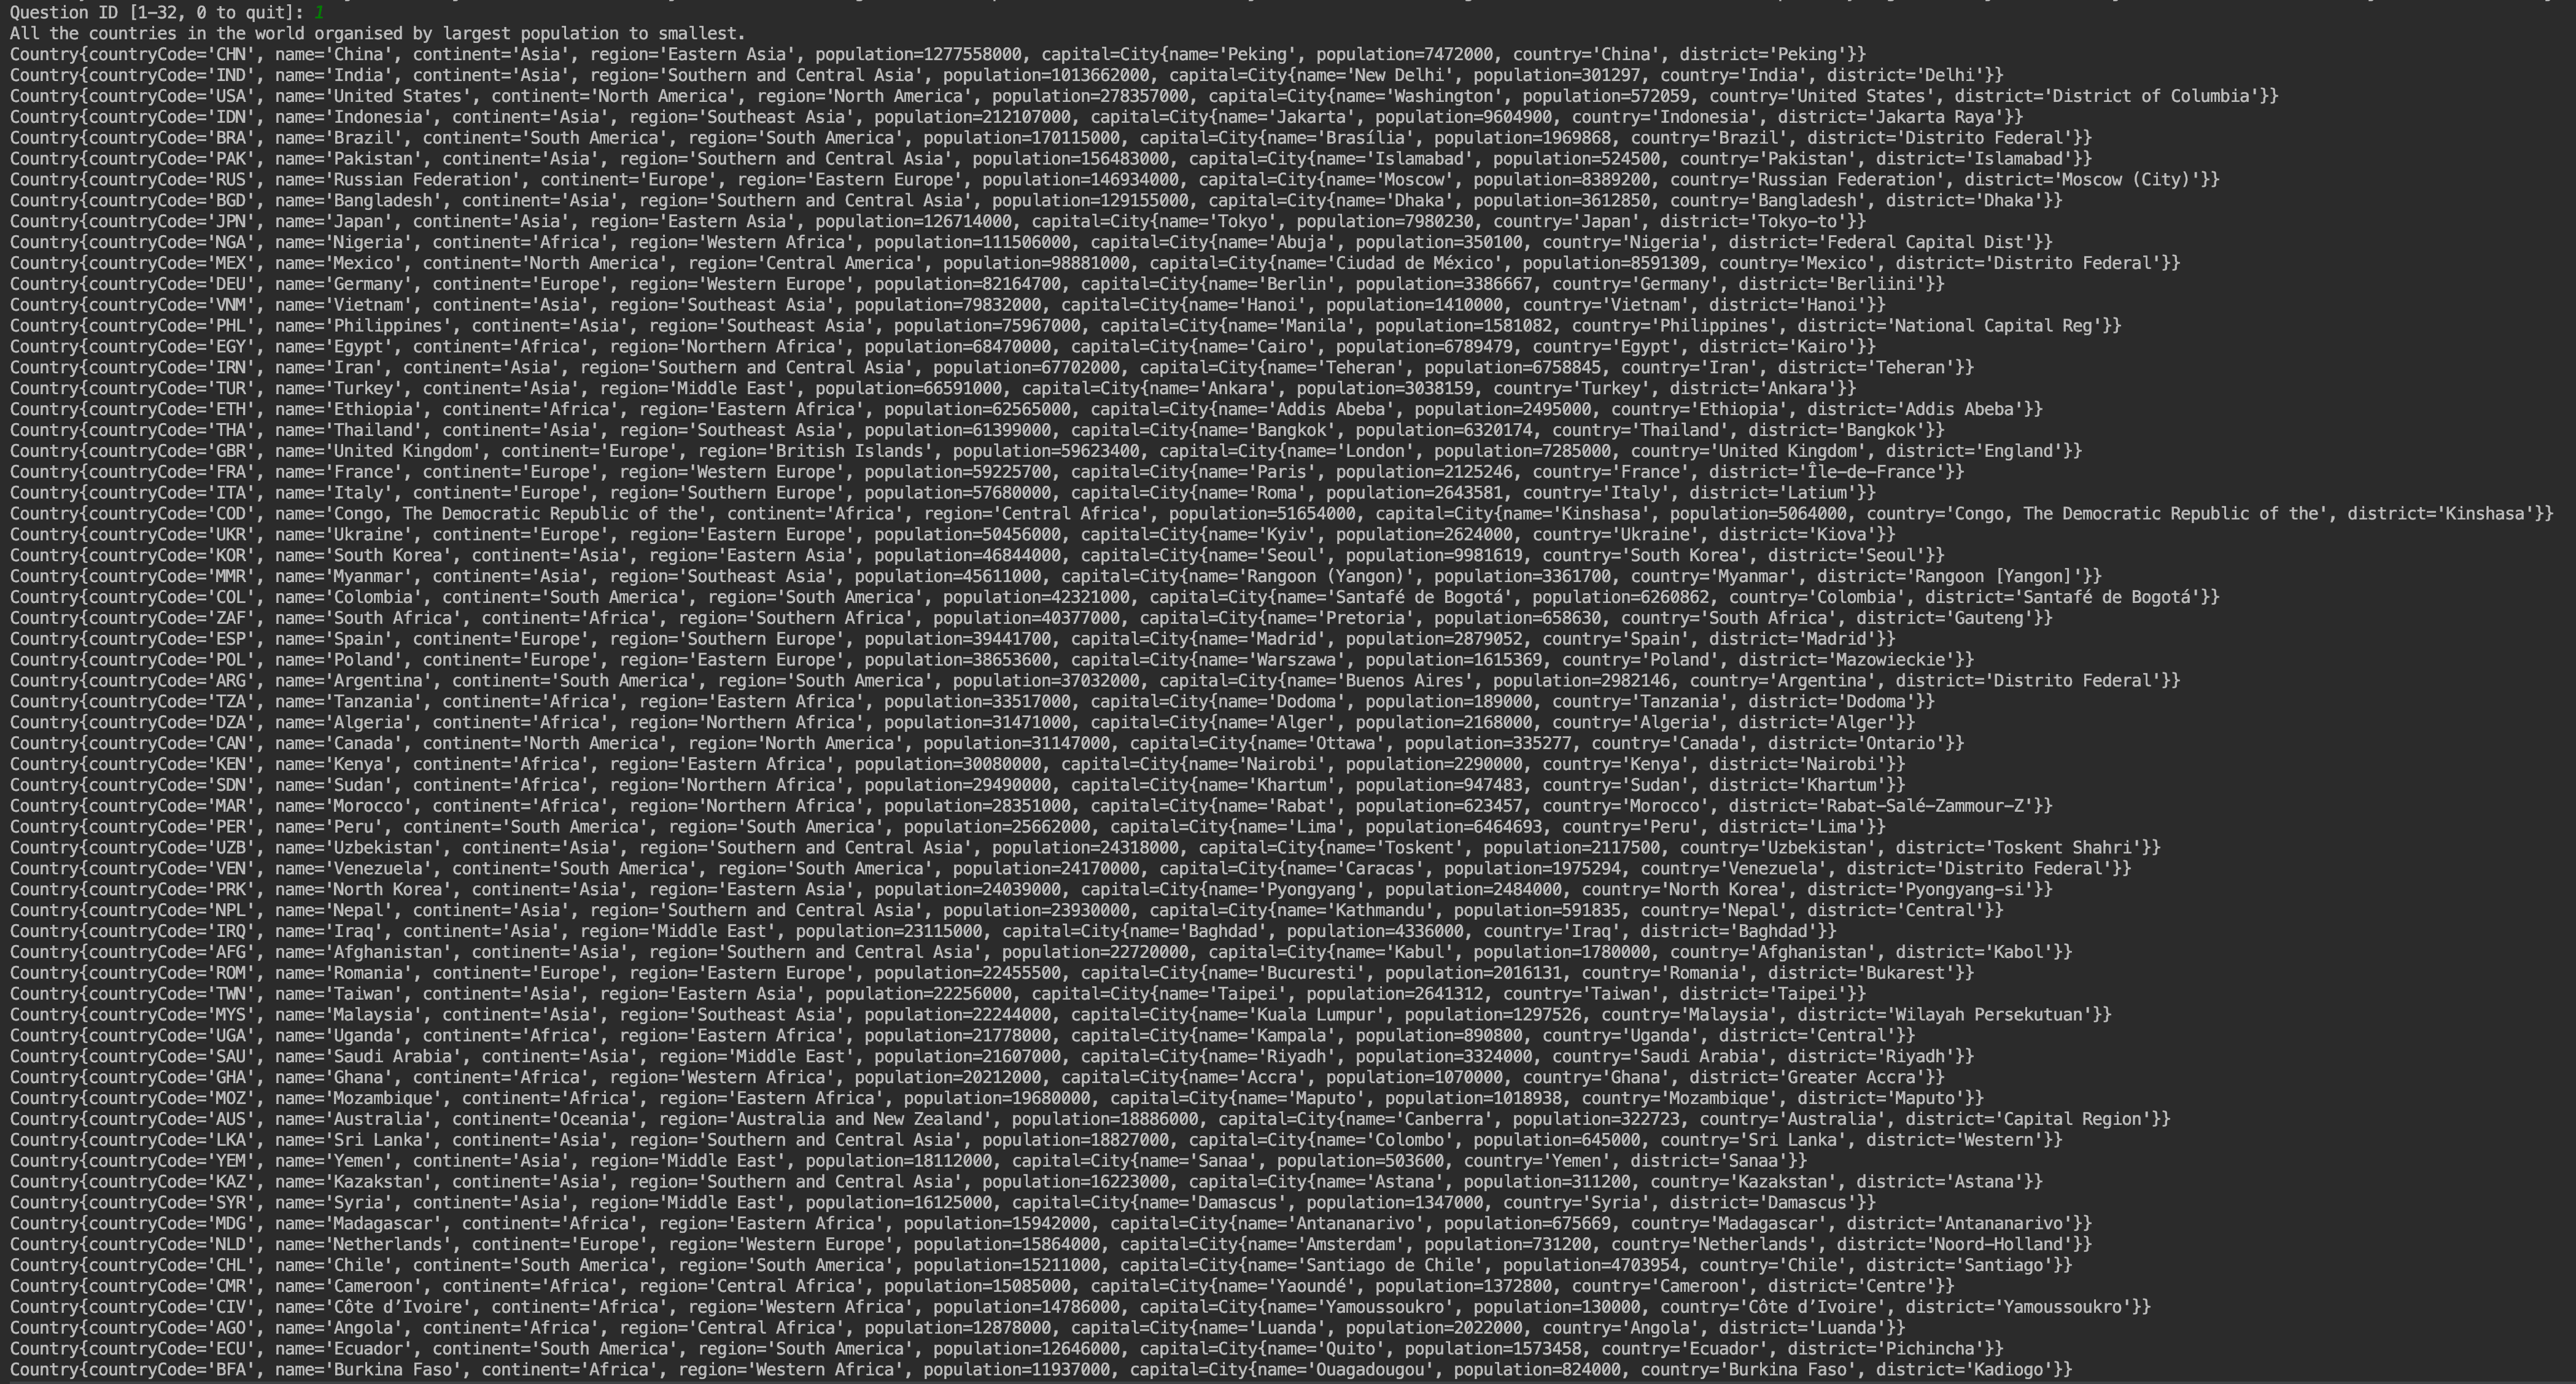 Question ID [1-32, 0 to quit]: 1
All the countries in the world organised by largest population to smallest.
Country{countryCode='CHN', name='China', continent='Asia', region='Eastern Asia', population=1277558000, capital=City{name='Peking', population=7472000, country='China', district='Peking'}}
Country{countryCode='IND', name='India', continent='Asia', region='Southern and Central Asia', population=1013662000, capital=City{name='New Delhi', population=301297, country='India', district='Delhi'}}
Country{countryCode='USA', name='United States', continent='North America', region='North America', population=278357000, capital=City{name='Washington', population=572059, country='United States', district='District of Columbia'}}
Country{countryCode='IDN', name='Indonesia', continent='Asia', region='Southeast Asia', population=212107000, capital=City{name='Jakarta', population=9604900, country='Indonesia', district='Jakarta Raya'}}
Country{countryCode='BRA', name='Brazil', continent='South America', region='South America', population=170115000, capital=City{name='Brasília', population=1969868, country='Brazil', district='Distrito Federal'}}
Country{countryCode='PAK', name='Pakistan', continent='Asia', region='Southern and Central Asia', population=156483000, capital=City{name='Islamabad', population=524500, country='Pakistan', district='Islamabad'}}
Country{countryCode='RUS', name='Russian Federation', continent='Europe', region='Eastern Europe', population=146934000, capital=City{name='Moscow', population=8389200, country='Russian Federation', district='Moscow (City)'}}
Country{countryCode='BGD', name='Bangladesh', continent='Asia', region='Southern and Central Asia', population=129155000, capital=City{name='Dhaka', population=3612850, country='Bangladesh', district='Dhaka'}}
Country{countryCode='JPN', name='Japan', continent='Asia', region='Eastern Asia', population=126714000, capital=City{name='Tokyo', population=7980230, country='Japan', district='Tokyo-to'}}
Country{countryCode='NGA', name='Nigeria', continent='Africa', region='Western Africa', population=111506000, capital=City{name='Abuja', population=350100, country='Nigeria', district='Federal Capital Dist'}}
Country{countryCode='MEX', name='Mexico', continent='North America', region='Central America', population=98881000, capital=City{name='Ciudad de México', population=8591309, country='Mexico', district='Distrito Federal'}}
Country{countryCode='DEU', name='Germany', continent='Europe', region='Western Europe', population=82164700, capital=City{name='Berlin', population=3386667, country='Germany', district='Berliini'}}
Country{countryCode='VNM', name='Vietnam', continent='Asia', region='Southeast Asia', population=79832000, capital=City{name='Hanoi', population=1410000, country='Vietnam', district='Hanoi'}}
Country{countryCode='PHL', name='Philippines', continent='Asia', region='Southeast Asia', population=75967000, capital=City{name='Manila', population=1581082, country='Philippines', district='National Capital Reg'}}
Country{countryCode='EGY', name='Egypt', continent='Africa', region='Northern Africa', population=68470000, capital=City{name='Cairo', population=6789479, country='Egypt', district='Kairo'}}
Country{countryCode='IRN', name='Iran', continent='Asia', region='Southern and Central Asia', population=67702000, capital=City{name='Teheran', population=6758845, country='Iran', district='Teheran'}}
Country{countryCode='TUR', name='Turkey', continent='Asia', region='Middle East', population=66591000, capital=City{name='Ankara', population=3038159, country='Turkey', district='Ankara'}}
Country{countryCode='ETH', name='Ethiopia', continent='Africa', region='Eastern Africa', population=62565000, capital=City{name='Addis Abeba', population=2495000, country='Ethiopia', district='Addis Abeba'}}
Country{countryCode='THA', name='Thailand', continent='Asia', region='Southeast Asia', population=61399000, capital=City{name='Bangkok', population=6320174, country='Thailand', district='Bangkok'}}
Country{countryCode='GBR', name='United Kingdom', continent='Europe', region='British Islands', population=59623400, capital=City{name='London', population=7285000, country='United Kingdom', district='England'}}
Country{countryCode='FRA', name='France', continent='Europe', region='Western Europe', population=59225700, capital=City{name='Paris', population=2125246, country='France', district='Île-de-France'}}
Country{countryCode='ITA', name='Italy', continent='Europe', region='Southern Europe', population=57680000, capital=City{name='Roma', population=2643581, country='Italy', district='Latium'}}
Country{countryCode='COD', name='Congo, The Democratic Republic of the', continent='Africa', region='Central Africa', population=51654000, capital=City{name='Kinshasa', population=5064000, country='Congo, The Democratic Republic of the', district='Kinshasa'}}
Country{countryCode='UKR', name='Ukraine', continent='Europe', region='Eastern Europe', population=50456000, capital=City{name='Kyiv', population=2624000, country='Ukraine', district='Kiova'}}
Country{countryCode='KOR', name='South Korea', continent='Asia', region='Eastern Asia', population=46844000, capital=City{name='Seoul', population=9981619, country='South Korea', district='Seoul'}}
Country{countryCode='MMR', name='Myanmar', continent='Asia', region='Southeast Asia', population=45611000, capital=City{name='Rangoon (Yangon)', population=3361700, country='Myanmar', district='Rangoon [Yangon]'}}
Country{countryCode='COL', name='Colombia', continent='South America', region='South America', population=42321000, capital=City{name='Santafé de Bogotá', population=6260862, country='Colombia', district='Santafé de Bogotá'}}
Country{countryCode='ZAF', name='South Africa', continent='Africa', region='Southern Africa', population=40377000, capital=City{name='Pretoria', population=658630, country='South Africa', district='Gauteng'}}
Country{countryCode='ESP', name='Spain', continent='Europe', region='Southern Europe', population=39441700, capital=City{name='Madrid', population=2879052, country='Spain', district='Madrid'}}
Country{countryCode='POL', name='Poland', continent='Europe', region='Eastern Europe', population=38653600, capital=City{name='Warszawa', population=1615369, country='Poland', district='Mazowieckie'}}
Country{countryCode='ARG', name='Argentina', continent='South America', region='South America', population=37032000, capital=City{name='Buenos Aires', population=2982146, country='Argentina', district='Distrito Federal'}}
Country{countryCode='TZA', name='Tanzania', continent='Africa', region='Eastern Africa', population=33517000, capital=City{name='Dodoma', population=189000, country='Tanzania', district='Dodoma'}}
Country{countryCode='DZA', name='Algeria', continent='Africa', region='Northern Africa', population=31471000, capital=City{name='Alger', population=2168000, country='Algeria', district='Alger'}}
Country{countryCode='CAN', name='Canada', continent='North America', region='North America', population=31147000, capital=City{name='Ottawa', population=335277, country='Canada', district='Ontario'}}
Country{countryCode='KEN', name='Kenya', continent='Africa', region='Eastern Africa', population=30080000, capital=City{name='Nairobi', population=2290000, country='Kenya', district='Nairobi'}}
Country{countryCode='SDN', name='Sudan', continent='Africa', region='Northern Africa', population=29490000, capital=City{name='Khartum', population=947483, country='Sudan', district='Khartum'}}
Country{countryCode='MAR', name='Morocco', continent='Africa', region='Northern Africa', population=28351000, capital=City{name='Rabat', population=623457, country='Morocco', district='Rabat-Salé-Zammour-Z'}}
Country{countryCode='PER', name='Peru', continent='South America', region='South America', population=25662000, capital=City{name='Lima', population=6464693, country='Peru', district='Lima'}}
Country{countryCode='UZB', name='Uzbekistan', continent='Asia', region='Southern and Central Asia', population=24318000, capital=City{name='Toskent', population=2117500, country='Uzbekistan', district='Toskent Shahri'}}
Country{countryCode='VEN', name='Venezuela', continent='South America', region='South America', population=24170000, capital=City{name='Caracas', population=1975294, country='Venezuela', district='Distrito Federal'}}
Country{countryCode='PRK', name='North Korea', continent='Asia', region='Eastern Asia', population=24039000, capital=City{name='Pyongyang', population=2484000, country='North Korea', district='Pyongyang-si'}}
Country{countryCode='NPL', name='Nepal', continent='Asia', region='Southern and Central Asia', population=23930000, capital=City{name='Kathmandu', population=591835, country='Nepal', district='Central'}}
Country{countryCode='IRQ', name='Iraq', continent='Asia', region='Middle East', population=23115000, capital=City{name='Baghdad', population=4336000, country='Iraq', district='Baghdad'}}
Country{countryCode='AFG', name='Afghanistan', continent='Asia', region='Southern and Central Asia', population=22720000, capital=City{name='Kabul', population=1780000, country='Afghanistan', district='Kabol'}}
Country{countryCode='ROM', name='Romania', continent='Europe', region='Eastern Europe', population=22455500, capital=City{name='Bucuresti', population=2016131, country='Romania', district='Bukarest'}}
Country{countryCode='TWN', name='Taiwan', continent='Asia', region='Eastern Asia', population=22256000, capital=City{name='Taipei', population=2641312, country='Taiwan', district='Taipei'}}
Country{countryCode='MYS', name='Malaysia', continent='Asia', region='Southeast Asia', population=22244000, capital=City{name='Kuala Lumpur', population=1297526, country='Malaysia', district='Wilayah Persekutuan'}}
Country{countryCode='UGA', name='Uganda', continent='Africa', region='Eastern Africa', population=21778000, capital=City{name='Kampala', population=890800, country='Uganda', district='Central'}}
Country{countryCode='SAU', name='Saudi Arabia', continent='Asia', region='Middle East', population=21607000, capital=City{name='Riyadh', population=3324000, country='Saudi Arabia', district='Riyadh'}}
Country{countryCode='GHA', name='Ghana', continent='Africa', region='Western Africa', population=20212000, capital=City{name='Accra', population=1070000, country='Ghana', district='Greater Accra'}}
Country{countryCode='MOZ', name='Mozambique', continent='Africa', region='Eastern Africa', population=19680000, capital=City{name='Maputo', population=1018938, country='Mozambique', district='Maputo'}}
Country{countryCode='AUS', name='Australia', continent='Oceania', region='Australia and New Zealand', population=18886000, capital=City{name='Canberra', population=322723, country='Australia', district='Capital Region'}}
Country{countryCode='LKA', name='Sri Lanka', continent='Asia', region='Southern and Central Asia', population=18827000, capital=City{name='Colombo', population=645000, country='Sri Lanka', district='Western'}}
Country{countryCode='YEM', name='Yemen', continent='Asia', region='Middle East', population=18112000, capital=City{name='Sanaa', population=503600, country='Yemen', district='Sanaa'}}
Country{countryCode='KAZ', name='Kazakstan', continent='Asia', region='Southern and Central Asia', population=16223000, capital=City{name='Astana', population=311200, country='Kazakstan', district='Astana'}}
Country{countryCode='SYR', name='Syria', continent='Asia', region='Middle East', population=16125000, capital=City{name='Damascus', population=1347000, country='Syria', district='Damascus'}}
Country{countryCode='MDG', name='Madagascar', continent='Africa', region='Eastern Africa', population=15942000, capital=City{name='Antananarivo', population=675669, country='Madagascar', district='Antananarivo'}}
Country{countryCode='NLD', name='Netherlands', continent='Europe', region='Western Europe', population=15864000, capital=City{name='Amsterdam', population=731200, country='Netherlands', district='Noord-Holland'}}
Country{countryCode='CHL', name='Chile', continent='South America', region='South America', population=15211000, capital=City{name='Santiago de Chile', population=4703954, country='Chile', district='Santiago'}}
Country{countryCode='CMR', name='Cameroon', continent='Africa', region='Central Africa', population=15085000, capital=City{name='Yaoundé', population=1372800, country='Cameroon', district='Centre'}}
Country{countryCode='CIV', name='Côte d’Ivoire', continent='Africa', region='Western Africa', population=14786000, capital=City{name='Yamoussoukro', population=130000, country='Côte d’Ivoire', district='Yamoussoukro'}}
Country{countryCode='AGO', name='Angola', continent='Africa', region='Central Africa', population=12878000, capital=City{name='Luanda', population=2022000, country='Angola', district='Luanda'}}
Country{countryCode='ECU', name='Ecuador', continent='South America', region='South America', population=12646000, capital=City{name='Quito', population=1573458, country='Ecuador', district='Pichincha'}}
Country{countryCode='BFA', name='Burkina Faso', continent='Africa', region='Western Africa', population=11937000, capital=City{name='Ouagadougou', population=824000, country='Burkina Faso', district='Kadiogo'}}